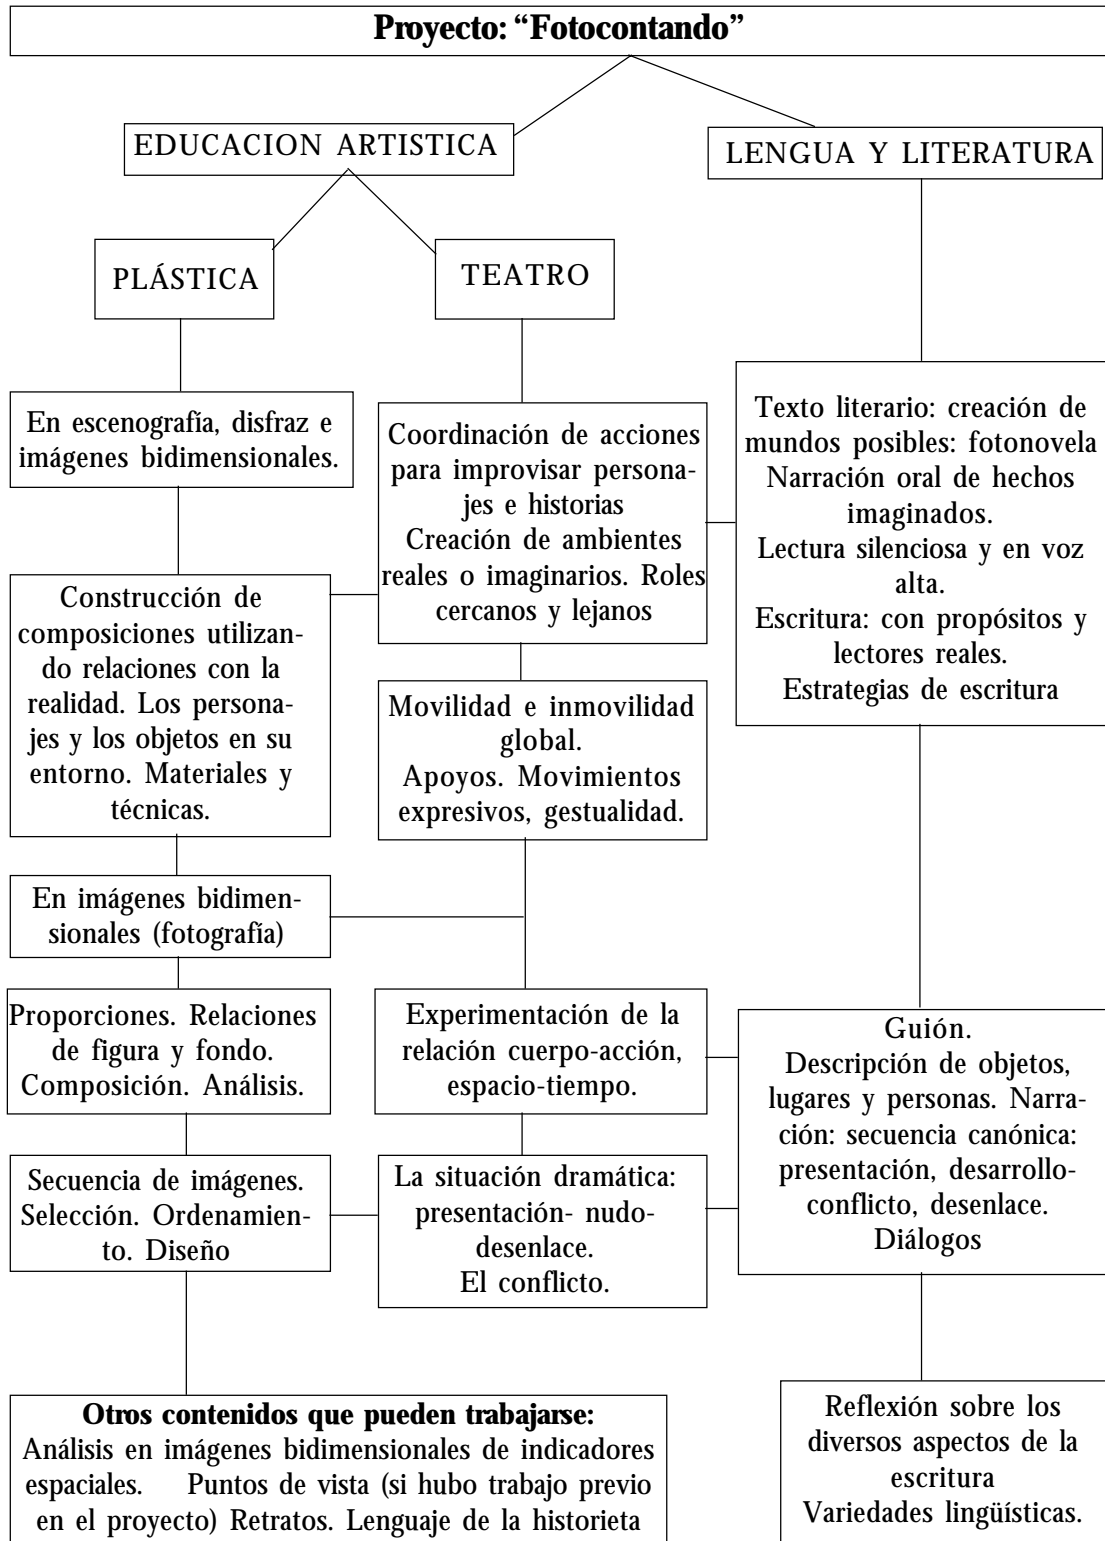 Proyecto: “Fotocontando”
EDUCACION ARTISTICA
LENGUA Y LITERATURA
PLÁSTICA
TEATRO
En escenografía, disfraz e
imágenes bidimensionales.
Coordinación de acciones
para improvisar persona-
jes e historias
Creación de ambientes
reales o imaginarios. Roles
cercanos y lejanos
Texto literario: creación de
mundos posibles: fotonovela
Narración oral de hechos
imaginados.
Lectura silenciosa y en voz
alta.
Escritura: con propósitos y
lectores reales.
Estrategias de escritura
Construcción de
composiciones utilizan-
do relaciones con la
realidad. Los persona-
jes y los objetos en su
entorno. Materiales y
técnicas.
Movilidad e inmovilidad
global.
Apoyos. Movimientos
expresivos, gestualidad.
En imágenes bidimen-
sionales (fotografía)
Proporciones. Relaciones
de figura y fondo.
Composición. Análisis.
Experimentación de la
relación cuerpo-acción,
espacio-tiempo.
Guión.
Descripción de objetos,
lugares y personas. Narra-
ción: secuencia canónica:
presentación, desarrollo-
conflicto, desenlace.
Diálogos
Secuencia de imágenes.
Selección. Ordenamien-
to. Diseño
La situación dramática:
presentación- nudo-
desenlace.
El conflicto.
Otros contenidos que pueden trabajarse:
Análisis en imágenes bidimensionales de indicadores
espaciales. Puntos de vista (si hubo trabajo previo
en el proyecto) Retratos. Lenguaje de la historieta
Reflexión sobre los
diversos aspectos de la
escritura
Variedades lingüísticas.